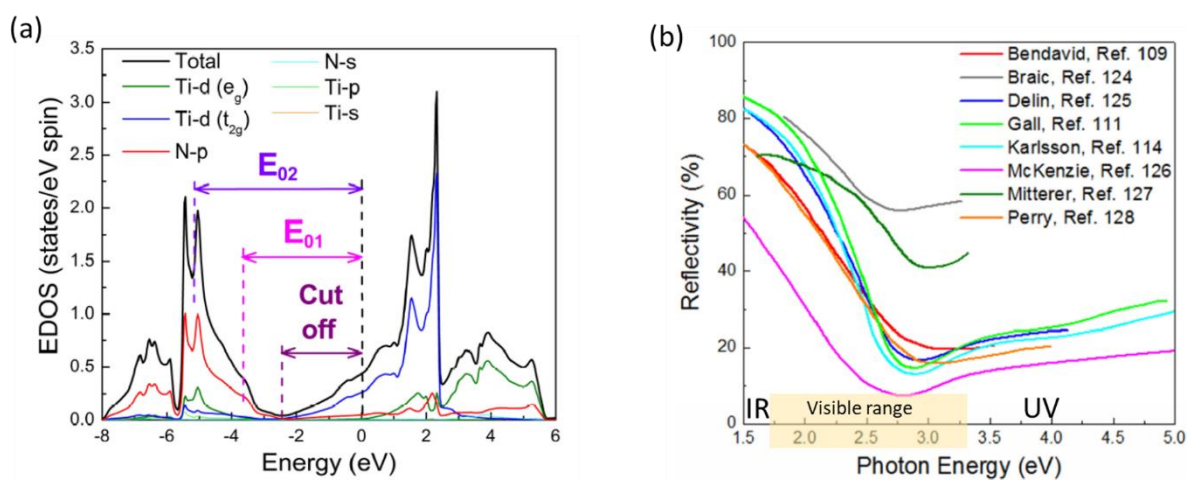 (a)
EDOS (states/eV spin)
3.5
3.0
2.5
2.0
1.5
1.0
0.5
0.0
Total
Ti-d (eg)
Ti-d (t2g)
N-p
N-s
Ti-p
Ti-s
E02
E01
Cut
off
-8 -6 -4 -2 0 2 4 6
Energy (eV)
(b)
Reflectivity (%)
100
80
60
40
20
0
Bendavid, Ref. 109
Braic, Ref. 124
Delin, Ref. 125
Gall, Ref. 111
Karlsson, Ref. 114
McKenzie, Ref. 126
Mitterer, Ref. 127
Perry, Ref. 128
IR Visible range UV
1.5 2.0 2.5 3.0 3.5 4.0 4.5 5.0
Photon Energy (eV)